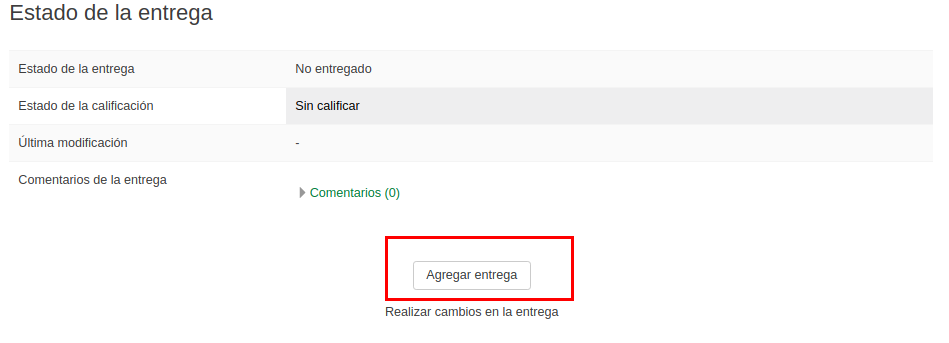 Estado de la entrega
Estado de la entrega No entregado
Estado de la calificación Sin calificar
Última modificación -
Comentarios de la entrega
Comentarios (0)
Agregar entrega
Realizar cambios en la entrega